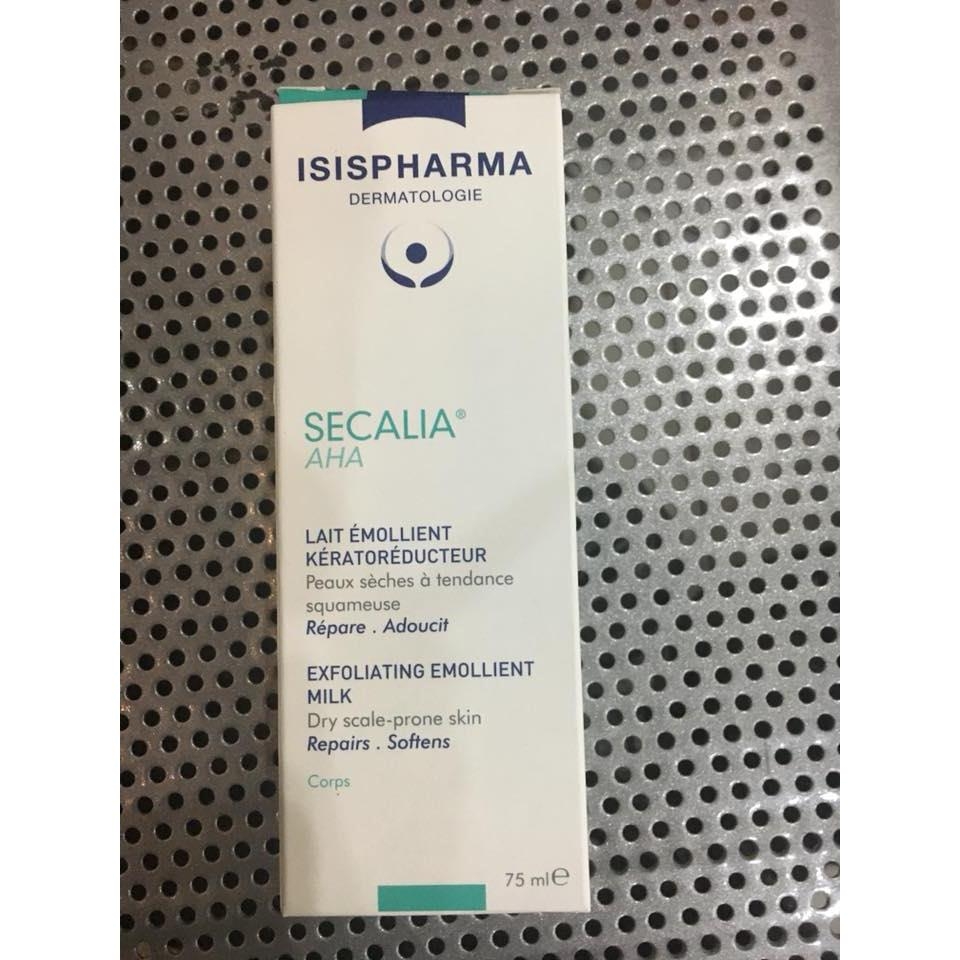 ISISPHARMA
DERMATOLOGIE
SECALIA®
AHA
LAIT ÉMOLLIENT
KÉRATORÉDUCTEUR
Peaux sèches à tendance
squameuse
Répare . Adoucit
EXFOLIATING EMOLLIENT
MILK
Dry scale-prone skin
Repairs . Softens
Corps
75 ml℮